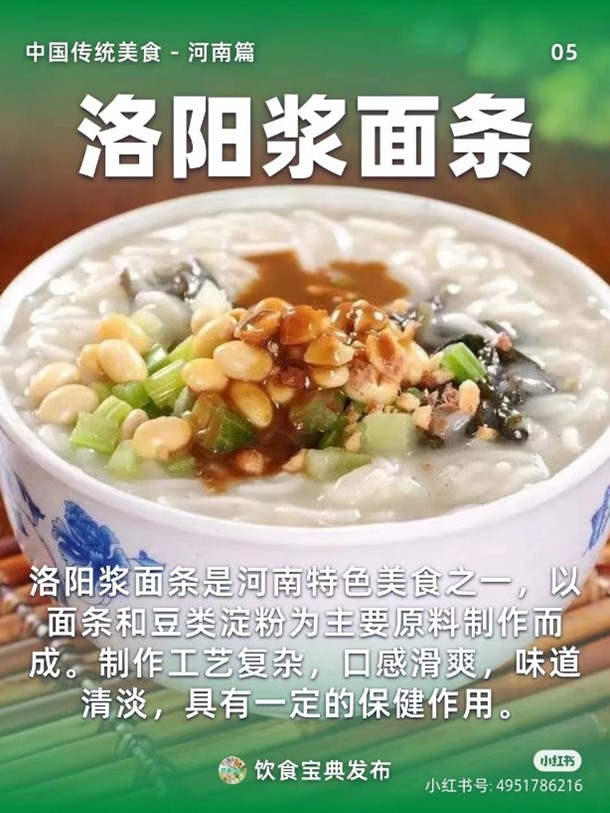 中国传统美食 - 河南篇
05
洛阳浆面条
洛阳浆面条是河南特色美食之一，以
面条和豆类淀粉为主要原料制作而
成。制作工艺复杂，口感滑爽，味道
清淡，具有一定的保健作用。
饮食宝典发布
小红书
小红书号: 4951786216